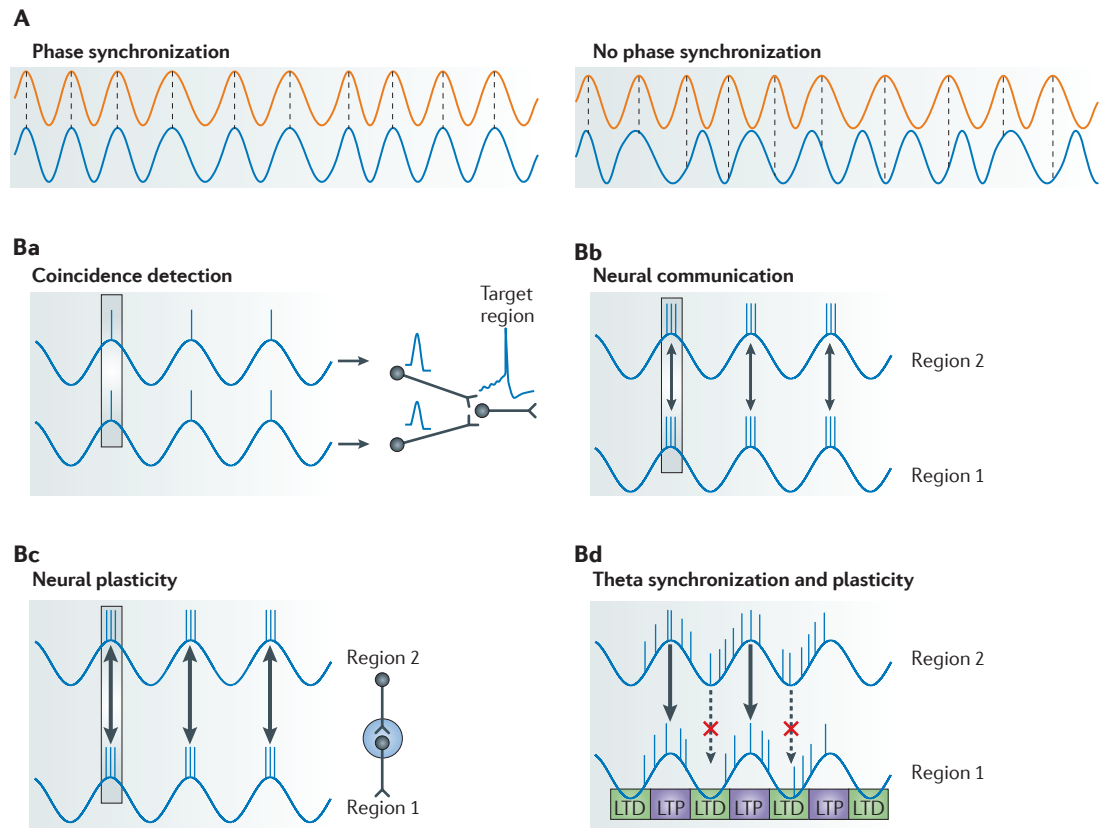 A
Phase synchronization
No phase synchronization
Ba
Coincidence detection
Target
region
Bb
Neural communication
Region 2
Region 1
Bc
Neural plasticity
Region 2
Region 1
Bd
Theta synchronization and plasticity
Region 2
Region 1
LTD LTP LTD LTP LTD LTP LTD